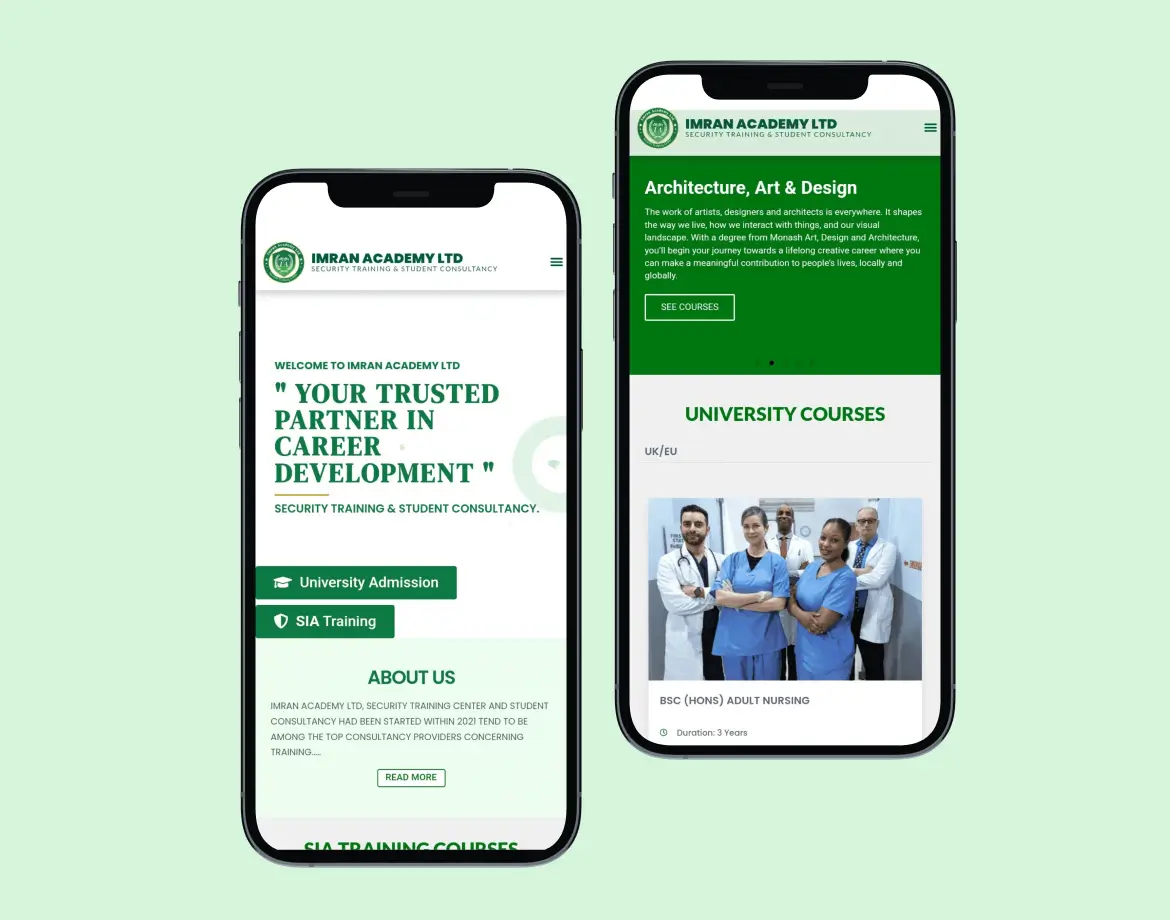 IMRAN ACADEMY LTD
SECURITY TRAINING & STUDENT CONSULTANCY
WELCOME TO IMRAN ACADEMY LTD
" YOUR TRUSTED
PARTNER IN
CAREER
DEVELOPMENT "
SECURITY TRAINING & STUDENT CONSULTANCY.
University Admission
SIA Training
ABOUT US
IMRAN ACADEMY LTD, SECURITY TRAINING CENTER AND STUDENT
CONSULTANCY HAD BEEN STARTED WITHIN 2021 TEND TO BE
AMONG THE TOP CONSULTANCY PROVIDERS CONCERNING
TRAINING.....
READ MORE
SIA TRAINING COURSES
IMRAN ACADEMY LTD
SECURITY TRAINING & STUDENT CONSULTANCY
Architecture, Art & Design
The work of artists, designers and architects is everywhere. It shapes
the way we live, how we interact with things, and our visual
landscape. With a degree from Monash Art, Design and Architecture,
you'll begin your journey towards a lifelong creative career where you
can make a meaningful contribution to people's lives, locally and
globally.
SEE COURSES
UNIVERSITY COURSES
UK/EU
BSC (HONS) ADULT NURSING
Duration: 3 Years